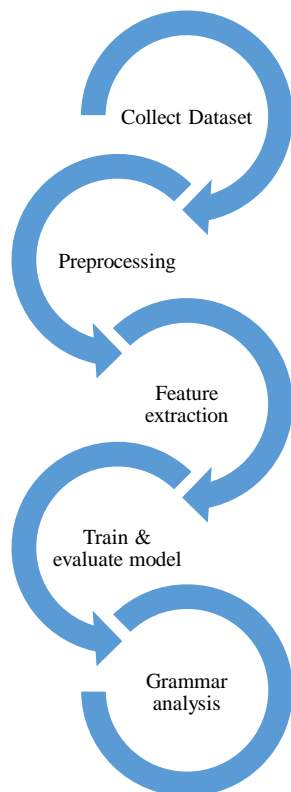 Collect Dataset
Preprocessing
Feature
extraction
Train &
evaluate model
Grammar
analysis